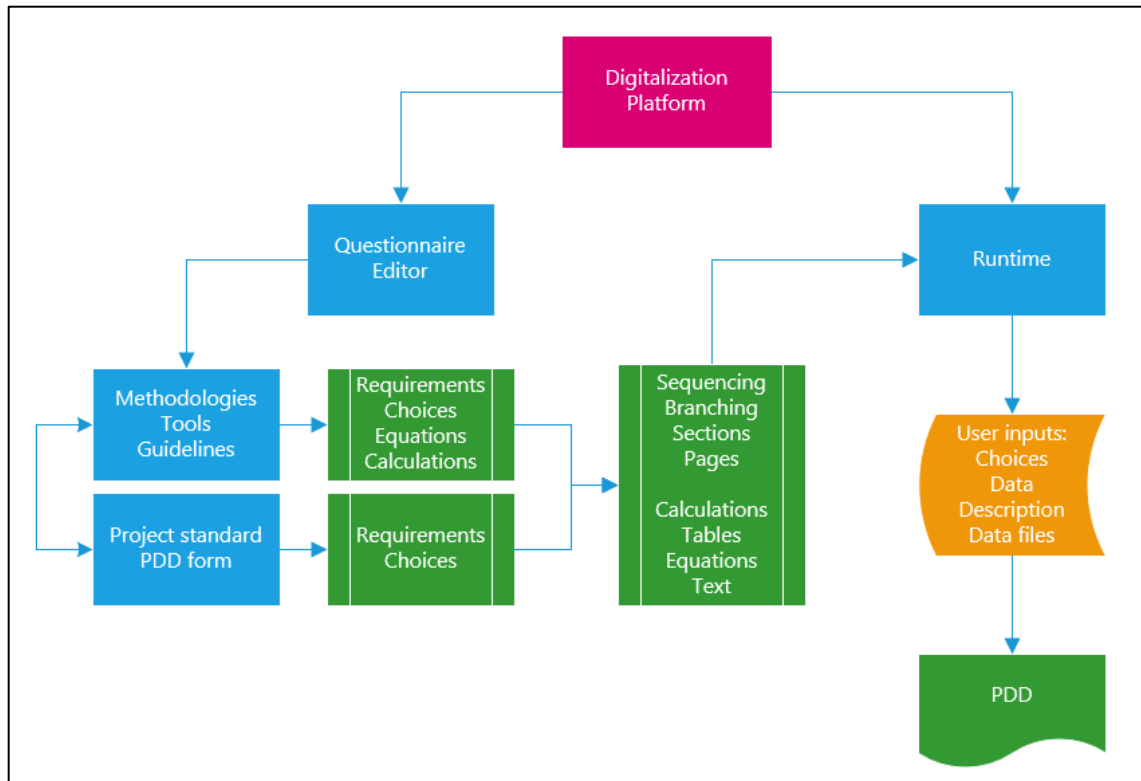 Digitalization
Platform
Questionnaire
Editor
Runtime
Methodologies
Tools
Guidelines
Requirements
Choices
Equations
Calculations
Sequencing
Branching
Sections
Pages
Calculations
Tables
Equations
Text
User inputs:
Choices
Data
Description
Data files
Project standard
PDD form
Requirements
Choices
PDD